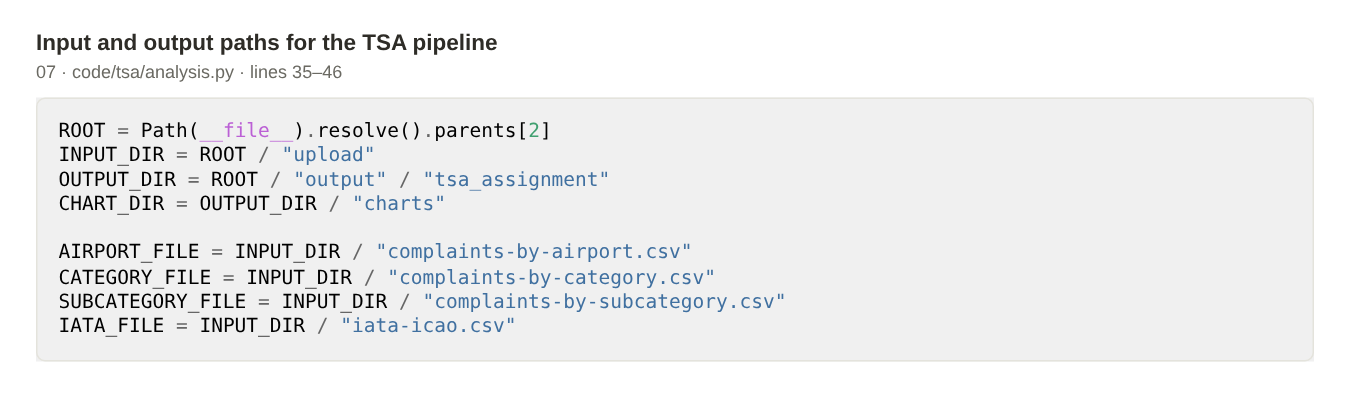 Input and output paths for the TSA pipeline
07 · code/tsa/analysis.py · lines 35–46
ROOT = Path(__file__).resolve().parents[2]
INPUT_DIR = ROOT / "upload"
OUTPUT_DIR = ROOT / "output" / "tsa_assignment"
CHART_DIR = OUTPUT_DIR / "charts"
AIRPORT_FILE = INPUT_DIR / "complaints-by-airport.csv"
CATEGORY_FILE = INPUT_DIR / "complaints-by-category.csv"
SUBCATEGORY_FILE = INPUT_DIR / "complaints-by-subcategory.csv"
IATA_FILE = INPUT_DIR / "iata-icao.csv"